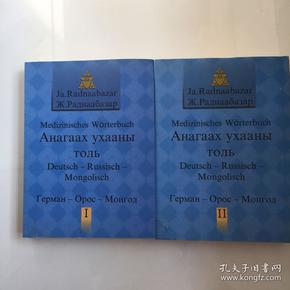 Ja.Radnaabazar
Ж.Раднаабазар
Medizinisches Wörterbuch
Анагаах ухааны
толь
Deutsch – Russisch –
Mongolisch
Герман – Орос – Монгол
I
Ja.Radnaabazar
Ж.Раднаабазар
Medizinisches Wörterbuch
Анагаах ухааны
толь
Deutsch – Russisch –
Mongolisch
Герман – Орос – Монгол
II
孔夫子旧书网